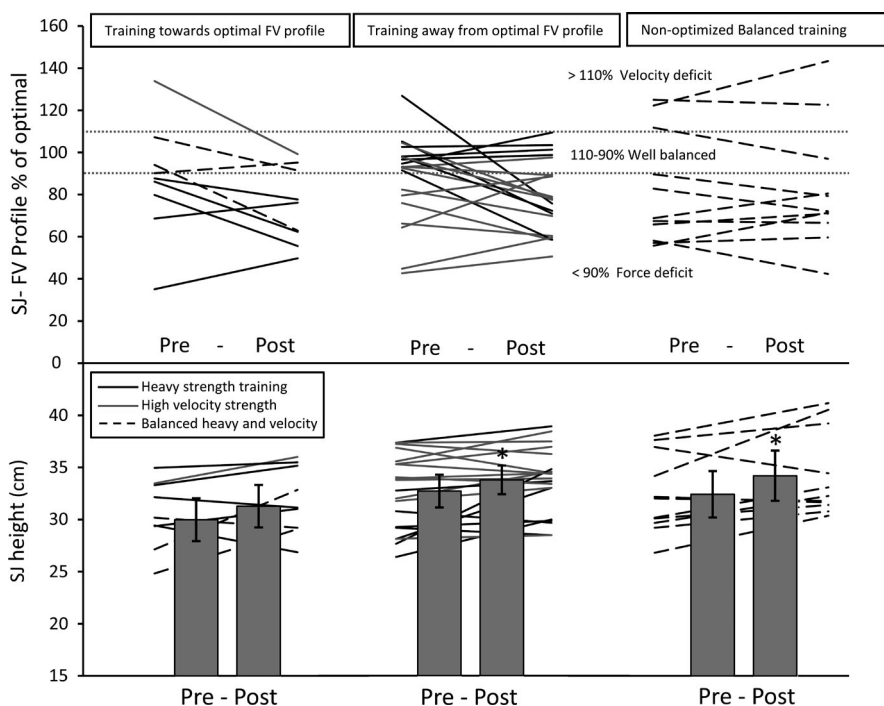 Training towards optimal FV profile
Training away from optimal FV profile
Non-optimized Balanced training
SJ- FV Profile % of optimal
160
140
120
100
80
60
40
20
0
> 110% Velocity deficit
110-90% Well balanced
< 90% Force deficit
Pre - Post
Pre - Post
Pre - Post
Heavy strength training
High velocity strength
Balanced heavy and velocity
SJ height (cm)
40
35
30
25
20
15
*
*
Pre - Post
Pre - Post
Pre - Post